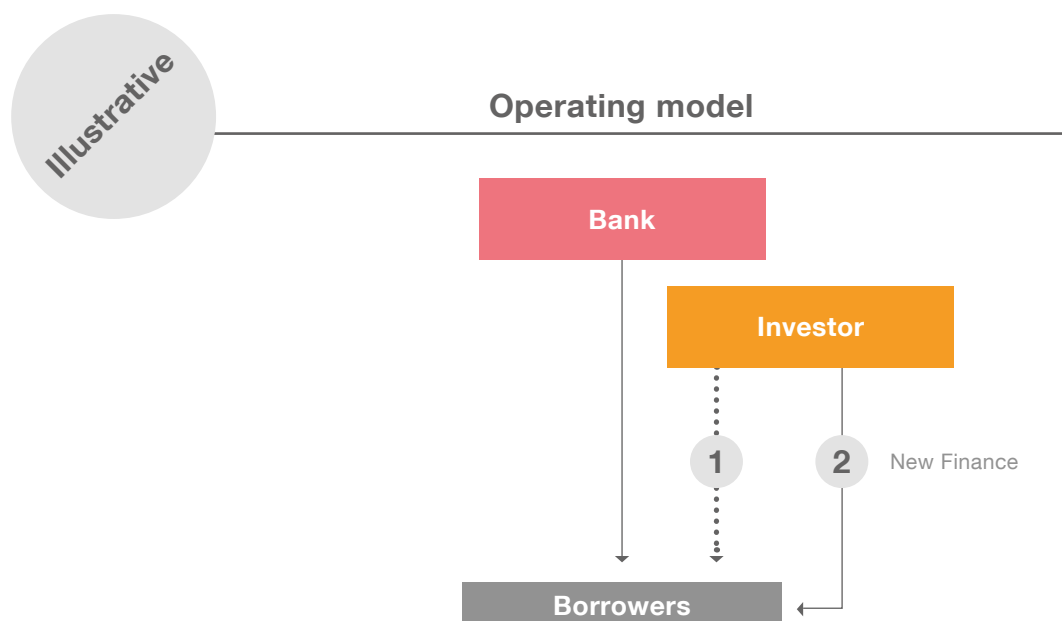 Illustrative
Operating model
Bank
Investor
1
2
New Finance
Borrowers